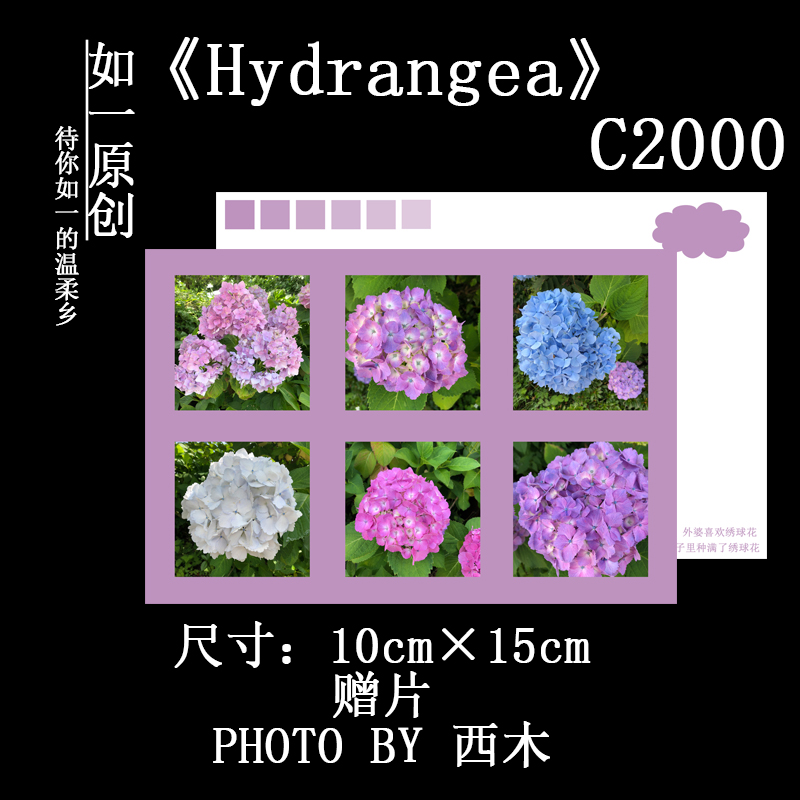 如一原创
待你如一的温柔乡
《Hydrangea》
C2000
外婆喜欢绣球花
子里种满了绣球花
尺寸：10cm×15cm
赠片
PHOTO BY 西木